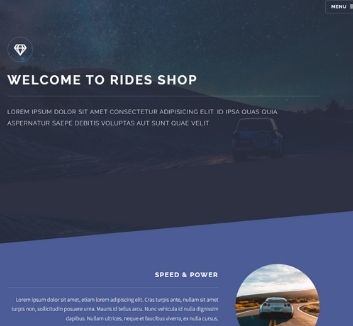 MENU
WELCOME TO RIDES SHOP
LOREM IPSUM DOLOR SIT AMET CONSECTETUR ADIPISICING ELIT ID IPSA QUAS QUIA
ASPERNATUR SAEPE DEBITIS VOLUPTAS AUT SUNT QUAE VELIT.
SPEED & POWER
Lorem ipsum dolor sit amet, etiam lorem adipiscing elit. Cras turpis ante, nullam sit amet
turpis non, sollicitudin posuere urna. Mauris id tellus arcu. Nunc vehicula id nulla dignissim
dapibus. Nullam ultrices, neque et faucibus viverra, ex nulla cursus.